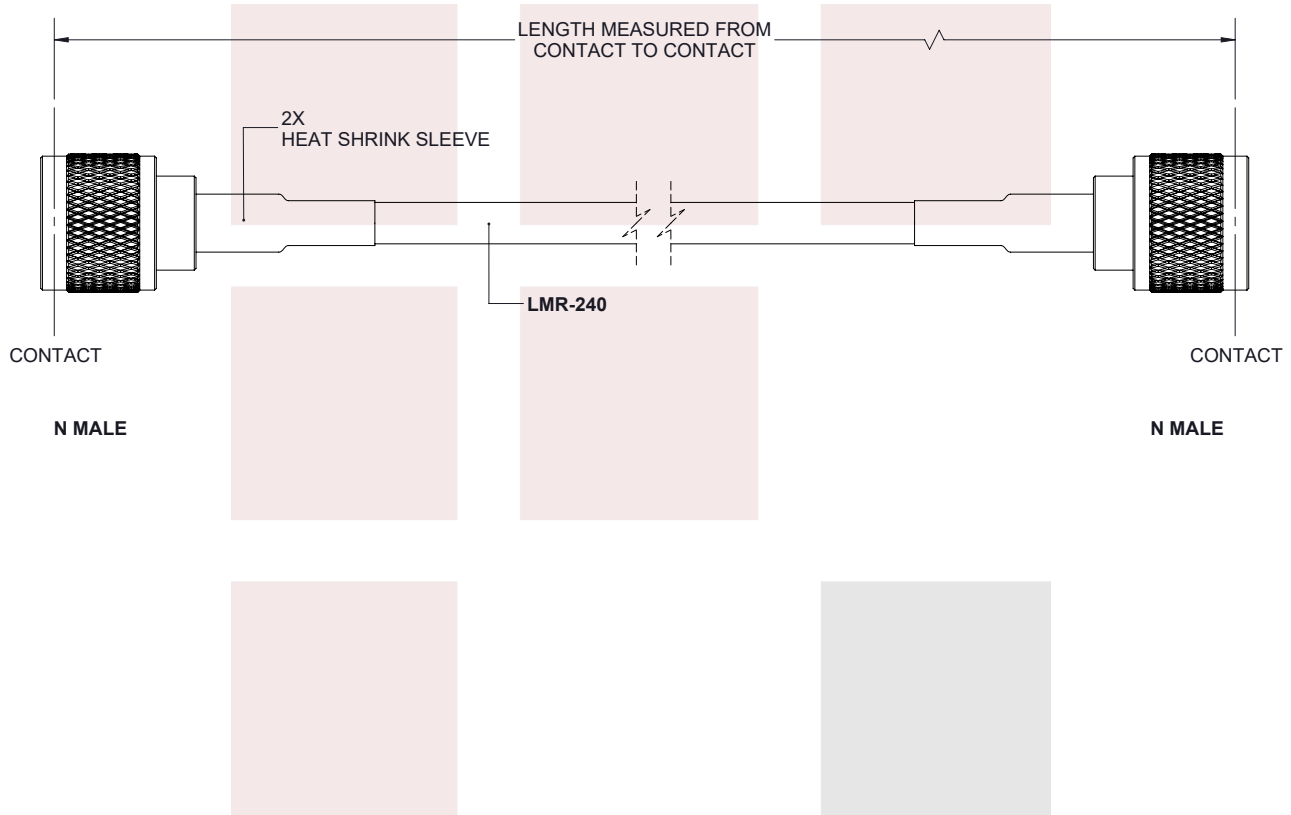 LENGTH MEASURED FROM
CONTACT TO CONTACT
2X
HEAT SHRINK SLEEVE
LMR-240
CONTACT
CONTACT
N MALE
N MALE